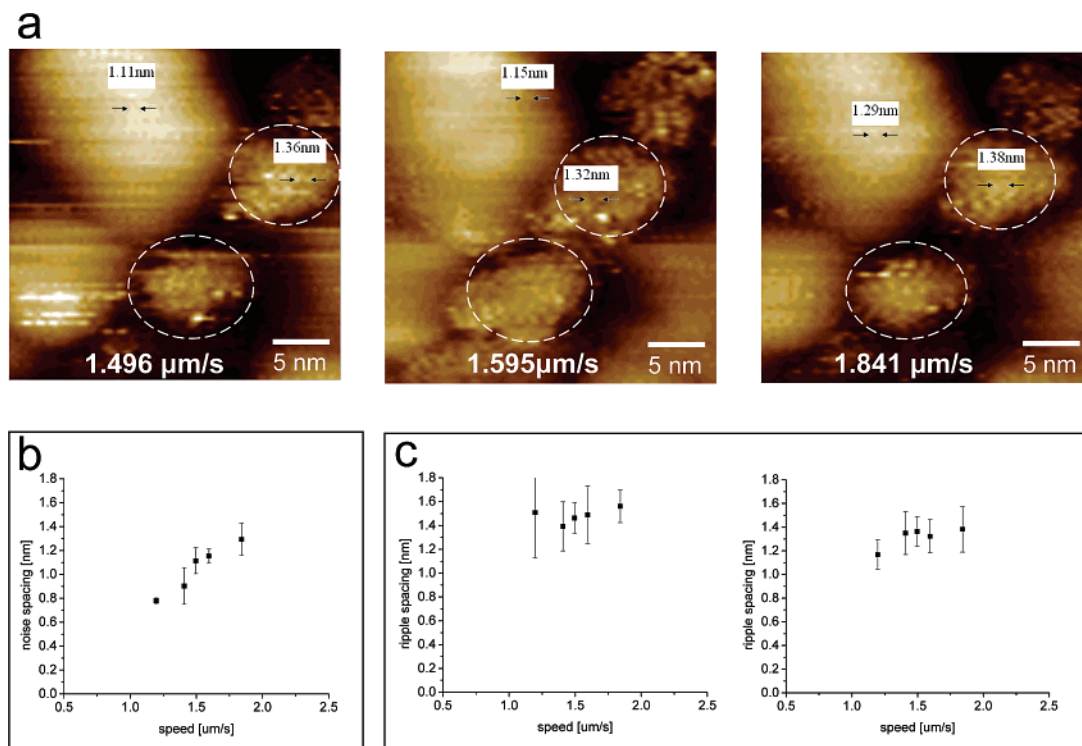 a
1.11nm
1.36nm
1.496 µm/s
5 nm
1.15nm
1.32nm
1.595µm/s
5 nm
1.29nm
1.38nm
1.841 µm/s
5 nm
b
1.8
1.6
1.4
1.2
1.0
0.8
0.6
0.4
0.2
0.0
noise spacing [nm]
0.5 1.0 1.5 2.0 2.5
speed [um/s]
c
1.8
1.6
1.4
1.2
1.0
0.8
0.6
0.4
0.2
0.0
ripple spacing [nm]
0.5 1.0 1.5 2.0 2.5
speed [um/s]
1.8
1.6
1.4
1.2
1.0
0.8
0.6
0.4
0.2
0.0
ripple spacing [nm]
0.5 1.0 1.5 2.0 2.5
speed [um/s]